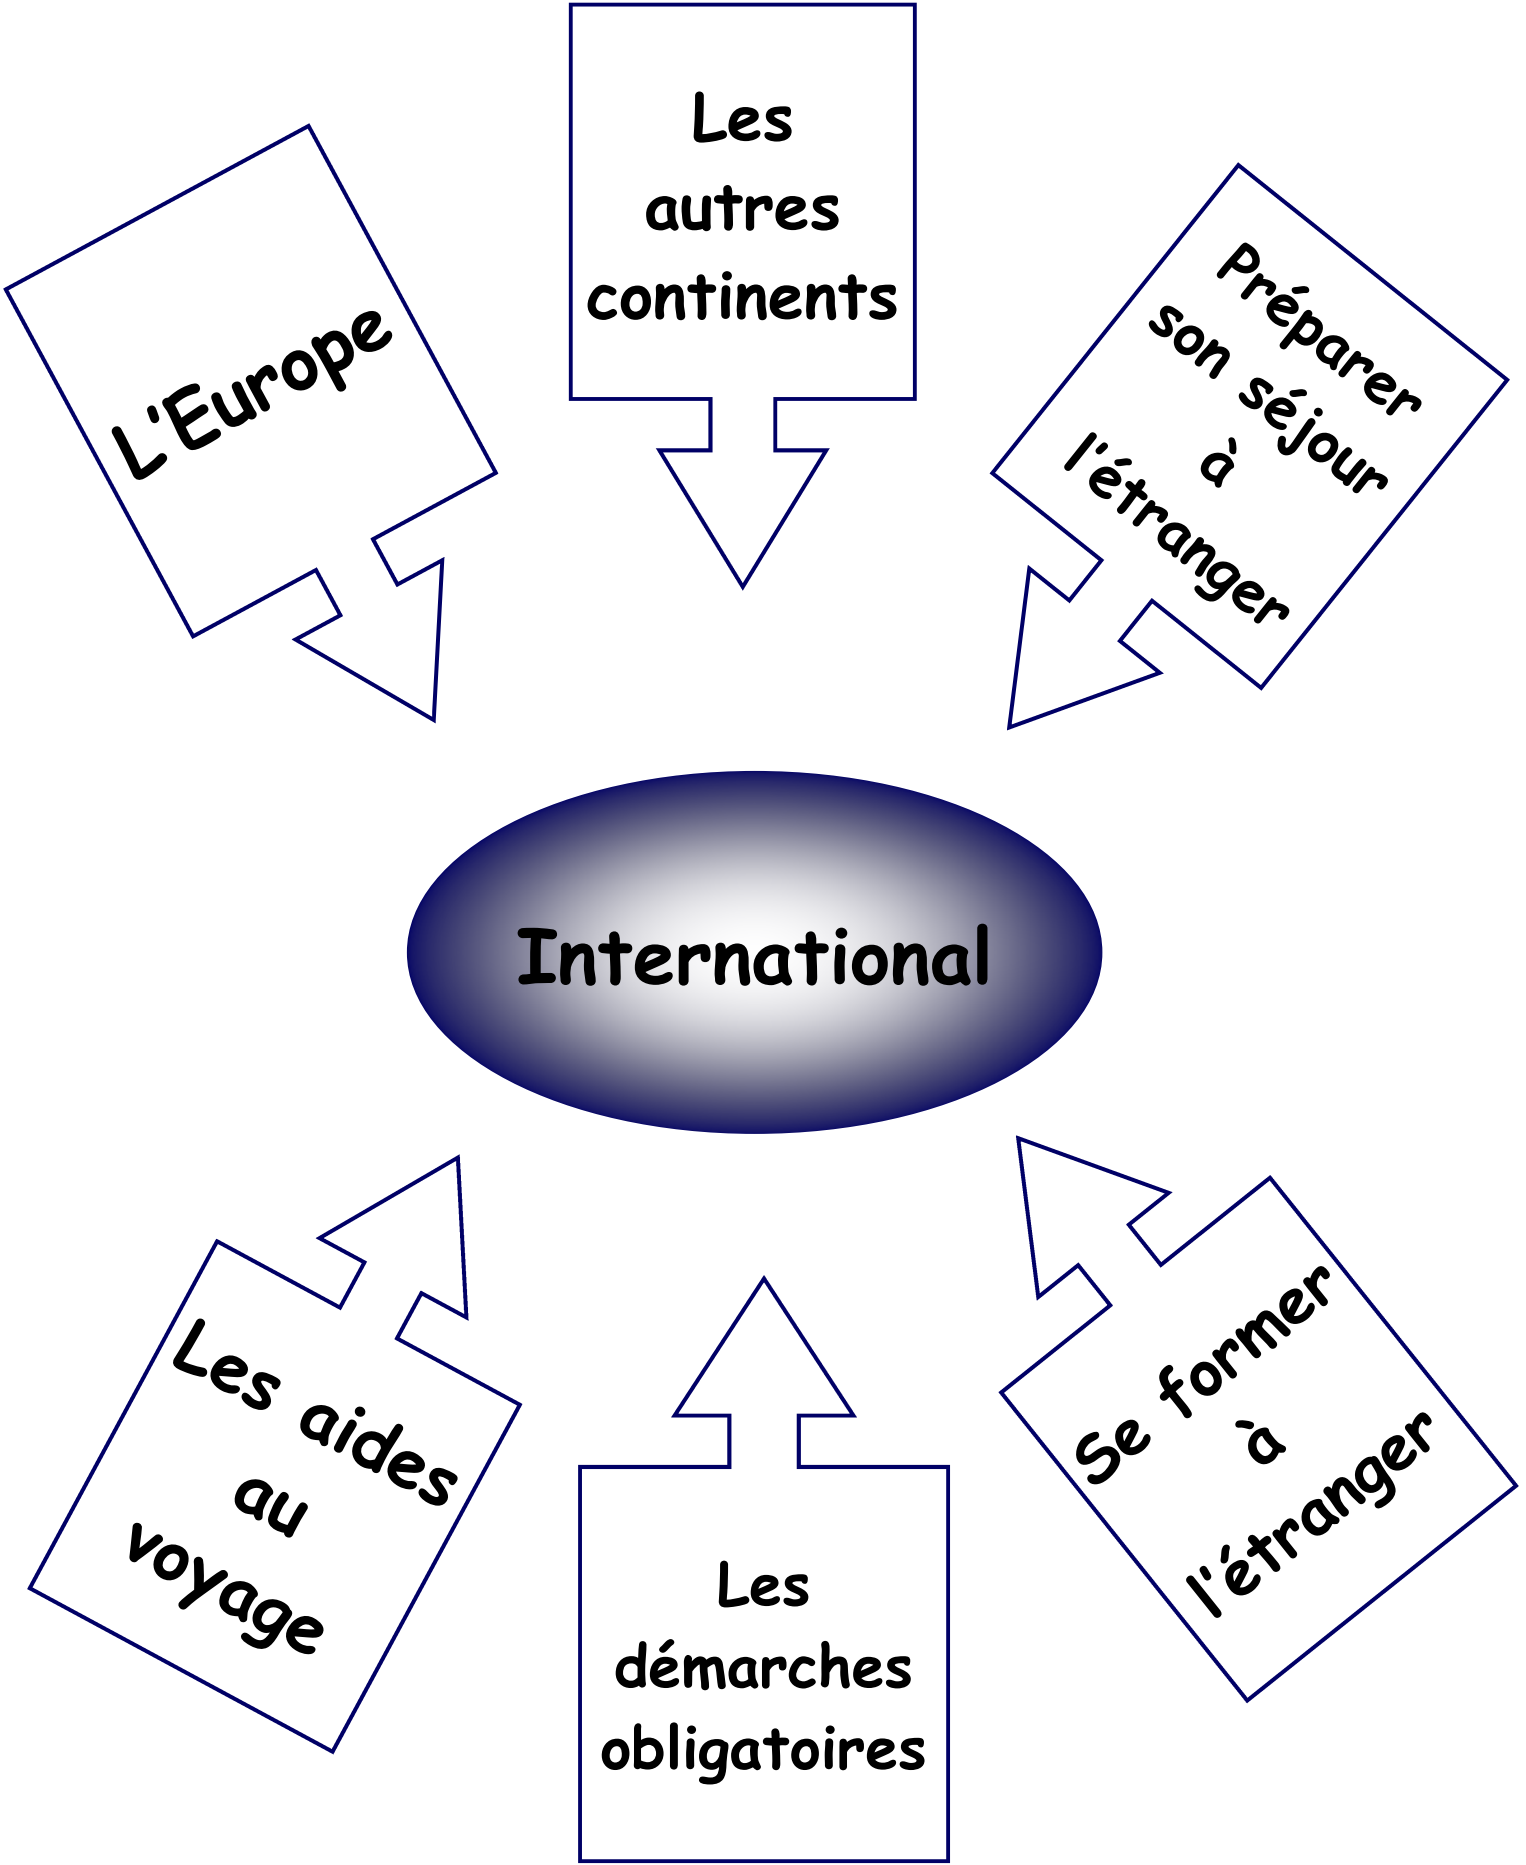 Les
autres
continents
L'Europe
Préparer
son séjour
à
l'étranger
International
Les aides
au
voyage
Les
démarches
obligatoires
Se former
à
l'étranger